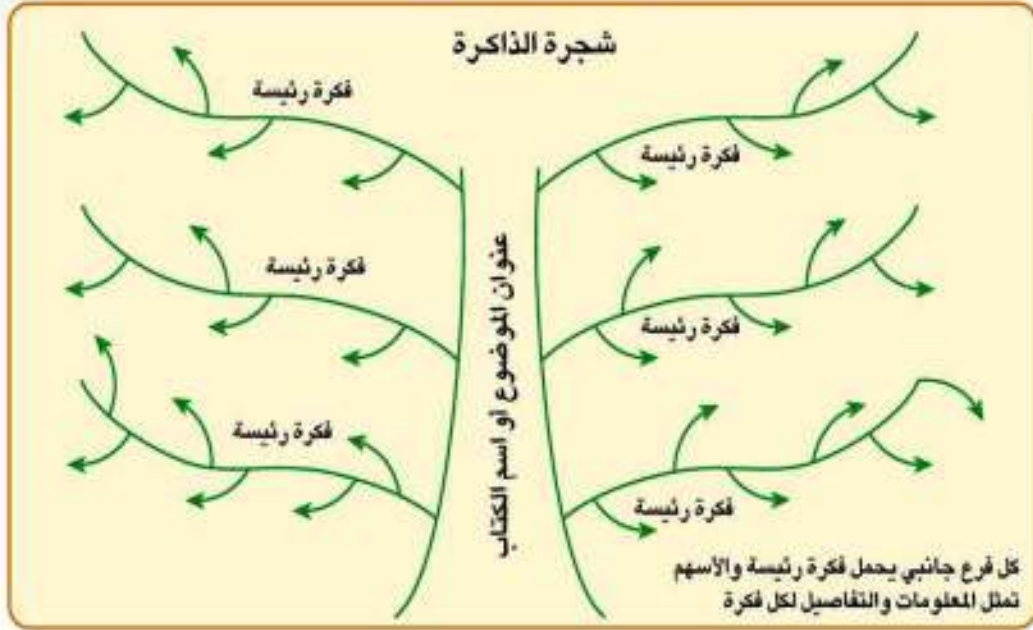 شجرة الذاكرة
فكرة رئيسة
فكرة رئيسة
فكرة رئيسة
فكرة رئيسة
فكرة رئيسة
فكرة رئيسة
عنوان الموضوع أو اسم الكتاب
كل فرع جانبي يحمل فكرة رئيسة والأسهم
تمثل المعلومات والتفاصيل لكل فكرة